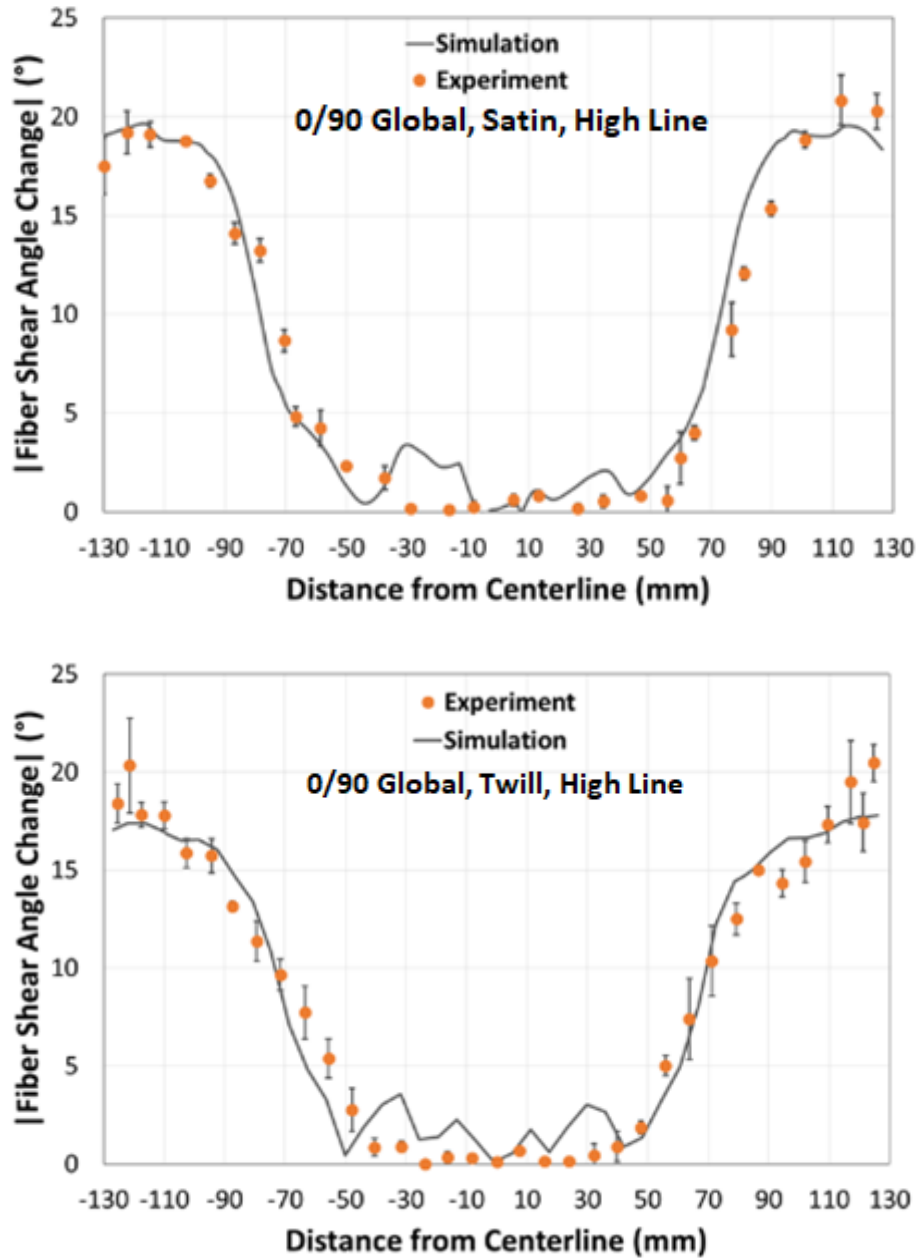 25
20
15
10
5
0
|Fiber Shear Angle Change| (°)
Simulation
Experiment
0/90 Global, Satin, High Line
-130 -110 -90 -70 -50 -30 -10 10 30 50 70 90 110 130
Distance from Centerline (mm)
25
20
15
10
5
0
|Fiber Shear Angle Change| (°)
Experiment
Simulation
0/90 Global, Twill, High Line
-130 -110 -90 -70 -50 -30 -10 10 30 50 70 90 110 130
Distance from Centerline (mm)